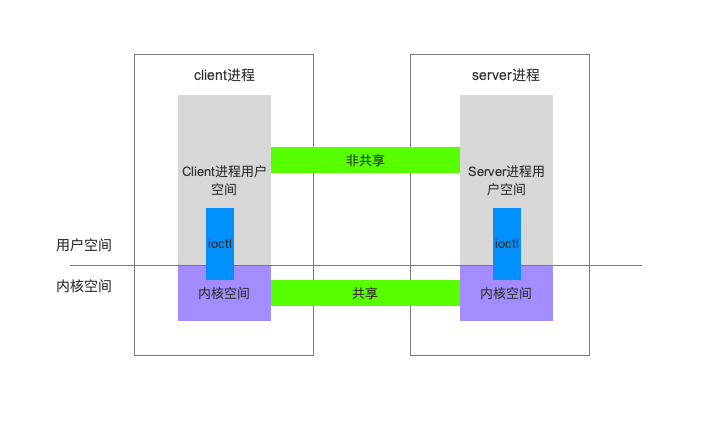 client进程
server进程
非共享
Client进程用户
空间
Server进程用
户空间
ioctl
ioctl
用户空间
内核空间
内核空间
共享
内核空间